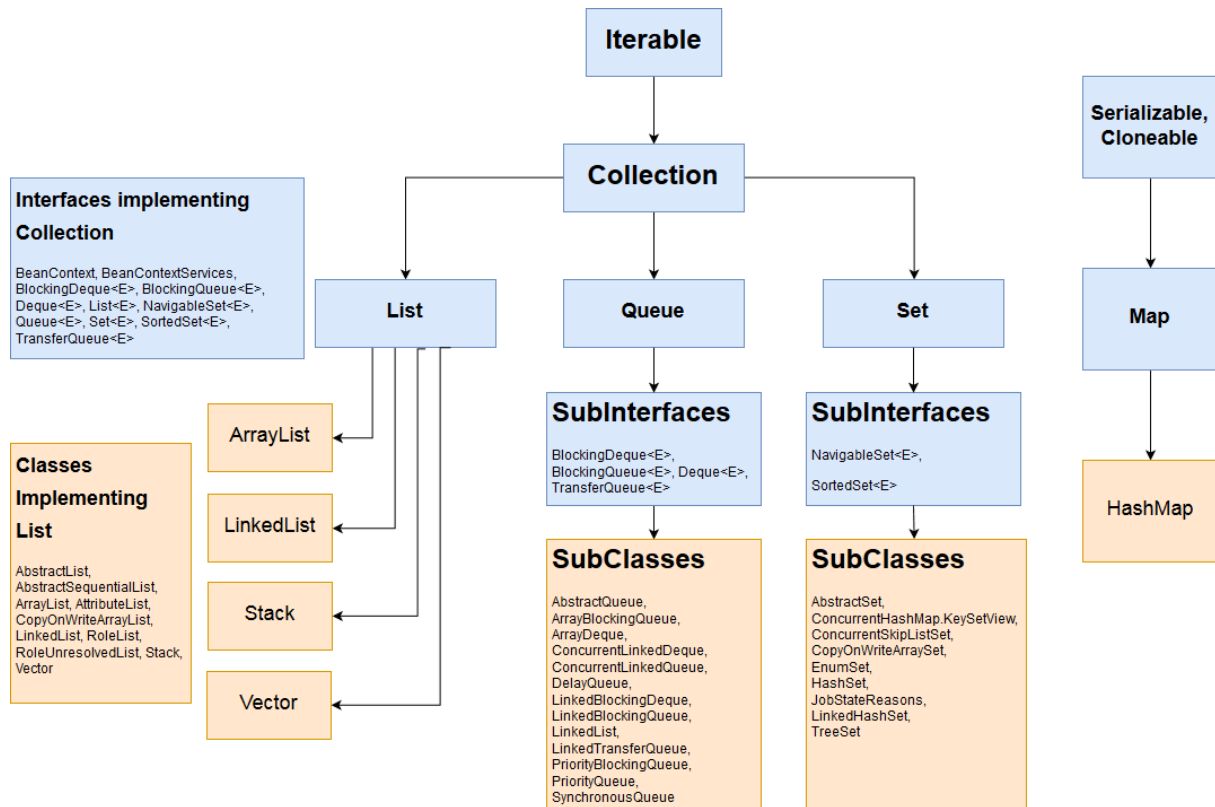 Iterable
Serializable,
Cloneable
Collection
Interfaces implementing
Collection
BeanContext, BeanContextServices,
BlockingDeque<E>, BlockingQueue<E>,
Deque<E>, List<E>, NavigableSet<E>,
Queue<E>, Set<E>, SortedSet<E>,
TransferQueue<E>
List
Queue
Set
Map
SubInterfaces
BlockingDeque<E>,
BlockingQueue<E>, Deque<E>,
TransferQueue<E>
SubInterfaces
NavigableSet<E>,
SortedSet<E>
ArrayList
LinkedList
Stack
Vector
Classes
Implementing
List
AbstractList,
AbstractSequentialList,
ArrayList, AttributeList,
CopyOnWriteArrayList,
LinkedList, RoleList,
RoleUnresolvedList, Stack,
Vector
HashMap
SubClasses
AbstractQueue,
ArrayBlockingQueue,
ArrayDeque,
ConcurrentLinkedDeque,
ConcurrentLinkedQueue,
DelayQueue,
LinkedBlockingDeque,
LinkedBlockingQueue,
LinkedList,
LinkedTransferQueue,
PriorityBlockingQueue,
PriorityQueue,
SynchronousQueue
SubClasses
AbstractSet,
ConcurrentHashMap.KeySetView,
ConcurrentSkipListSet,
CopyOnWriteArraySet,
EnumSet,
HashSet,
JobStateReasons,
LinkedHashSet,
TreeSet